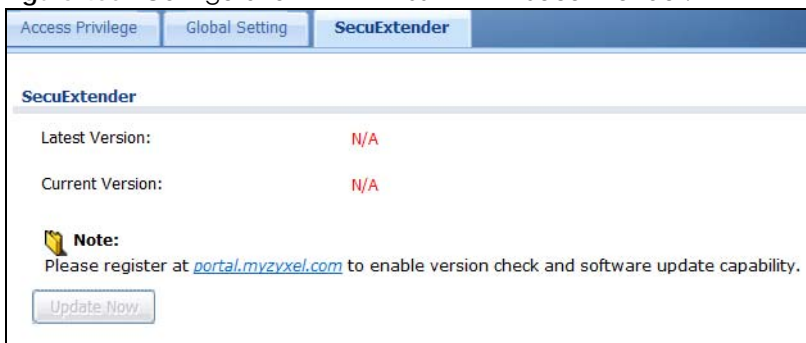 Access Privilege Global Setting SecuExtender
SecuExtender
Latest Version: N/A
Current Version: N/A
Note:
Please register at portal.myzyxel.com to enable version check and software update capability.
Update Now